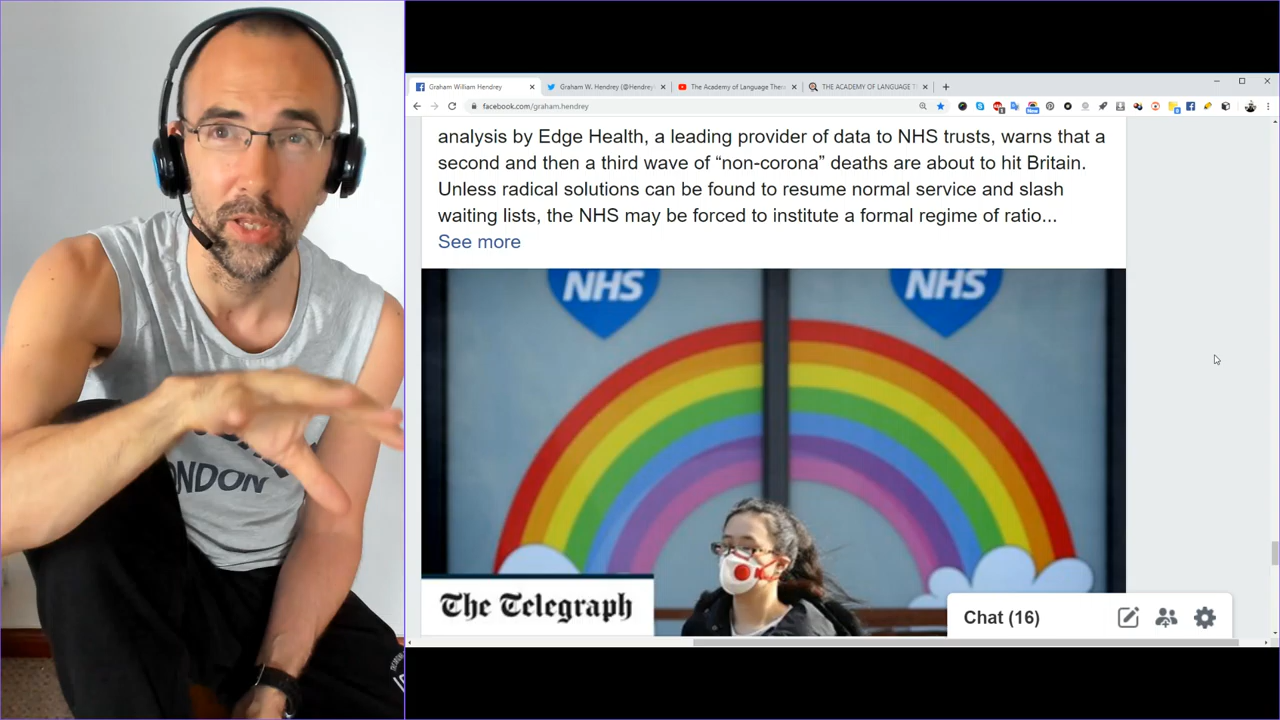 Graham William Hendrey
Graham W. Hendrey (@Hendrey
The Academy of Language Ther
THE ACADEMY OF LANGUAGE T
facebook.com/graham.hendrey
analysis by Edge Health, a leading provider of data to NHS trusts, warns that a
second and then a third wave of “non-corona” deaths are about to hit Britain.
Unless radical solutions can be found to resume normal service and slash
waiting lists, the NHS may be forced to institute a formal regime of ratio...
See more
NHS
NHS
The Telegraph
Chat (16)
ONDON